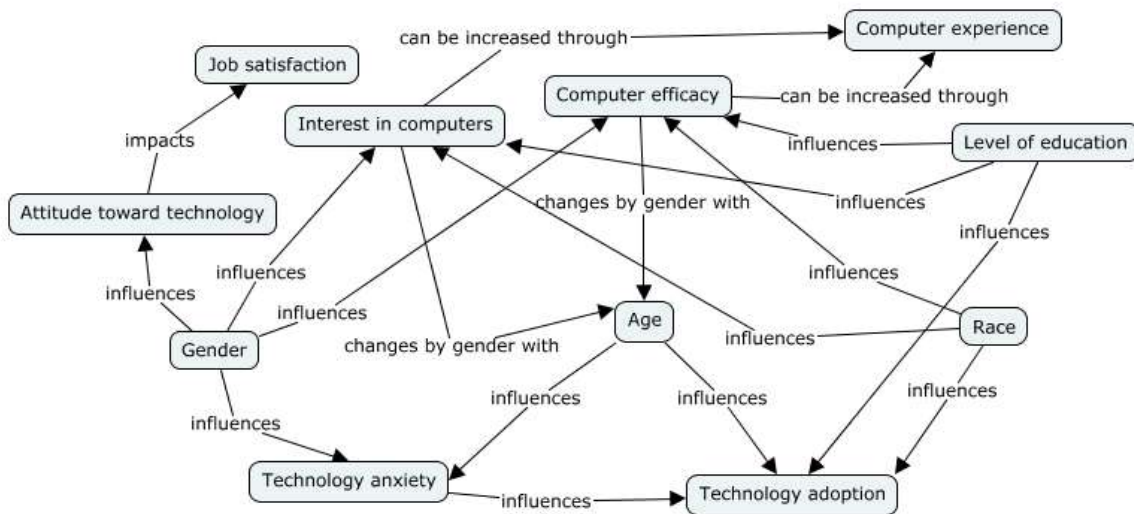 Computer experience
can be increased through
Job satisfaction
Computer efficacy
can be increased through
Interest in computers
impacts
influences
Level of education
changes by gender with
influences
Attitude toward technology
influences
influences
influences
influences
influences
Age
Race
influences
Gender
changes by gender with
influences
influences
influences
influences
Technology anxiety
Technology adoption
influences